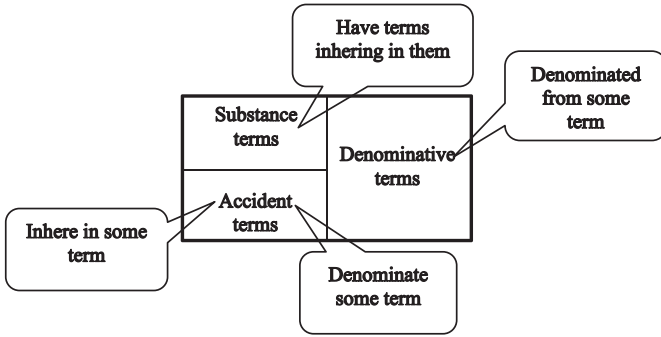 Have terms
inhering in them
Denominated
from some
term
Substance
terms
Denominative
terms
Accident
terms
Inhere in some
term
Denominate
some term